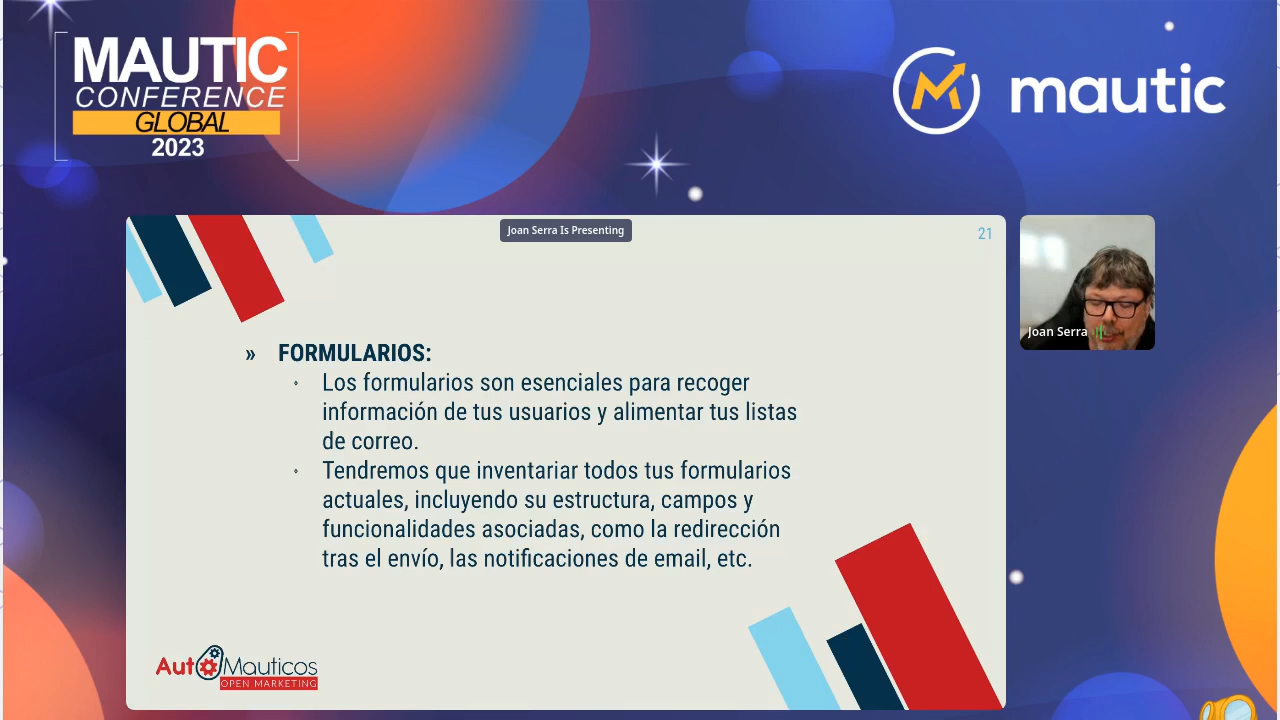 MAUTIC
CONFERENCE
GLOBAL
2023
mautic
Joan Serra Is Presenting
21
Joan Serra
» FORMULARIOS:
Los formularios son esenciales para recoger
información de tus usuarios y alimentar tus listas
de correo.
Tendremos que inventariar todos tus formularios
actuales, incluyendo su estructura, campos y
funcionalidades asociadas, como la redirección
tras el envío, las notificaciones de email, etc.
AutoMauticos
OPEN MARKETING